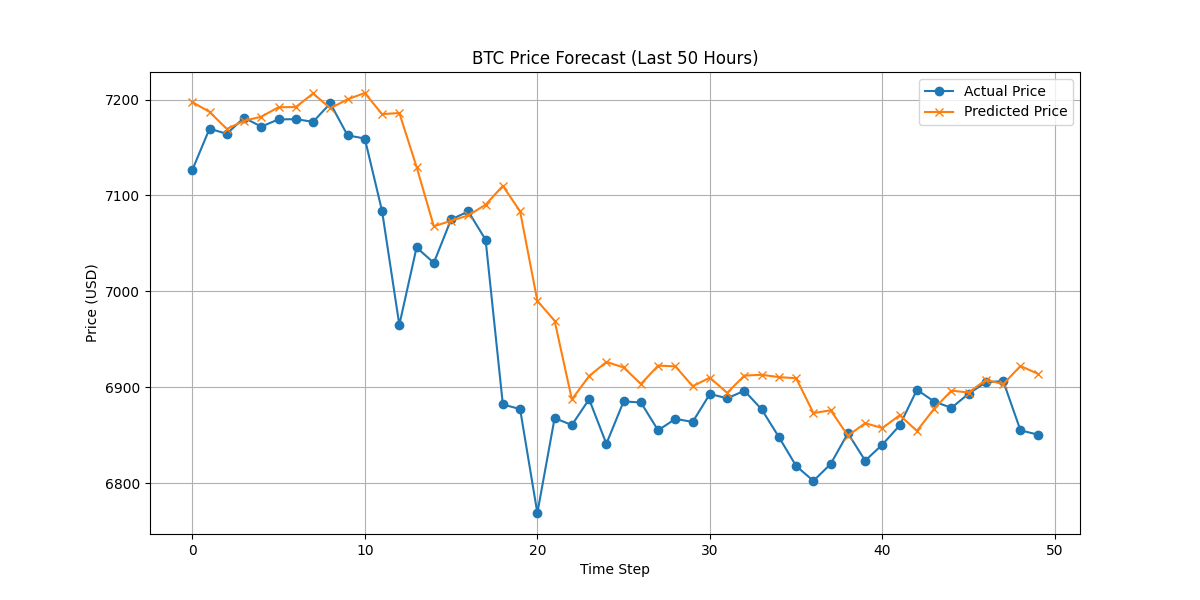 BTC Price Forecast (Last 50 Hours)
Actual Price
Predicted Price
7200
7100
7000
6900
6800
Price (USD)
0 10 20 30 40 50
Time Step